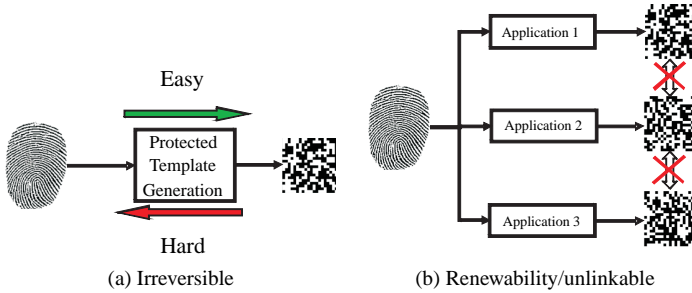 Easy
Protected
Template
Generation
Hard
(a) Irreversible
Application 1
Application 2
Application 3
(b) Renewability/unlinkable